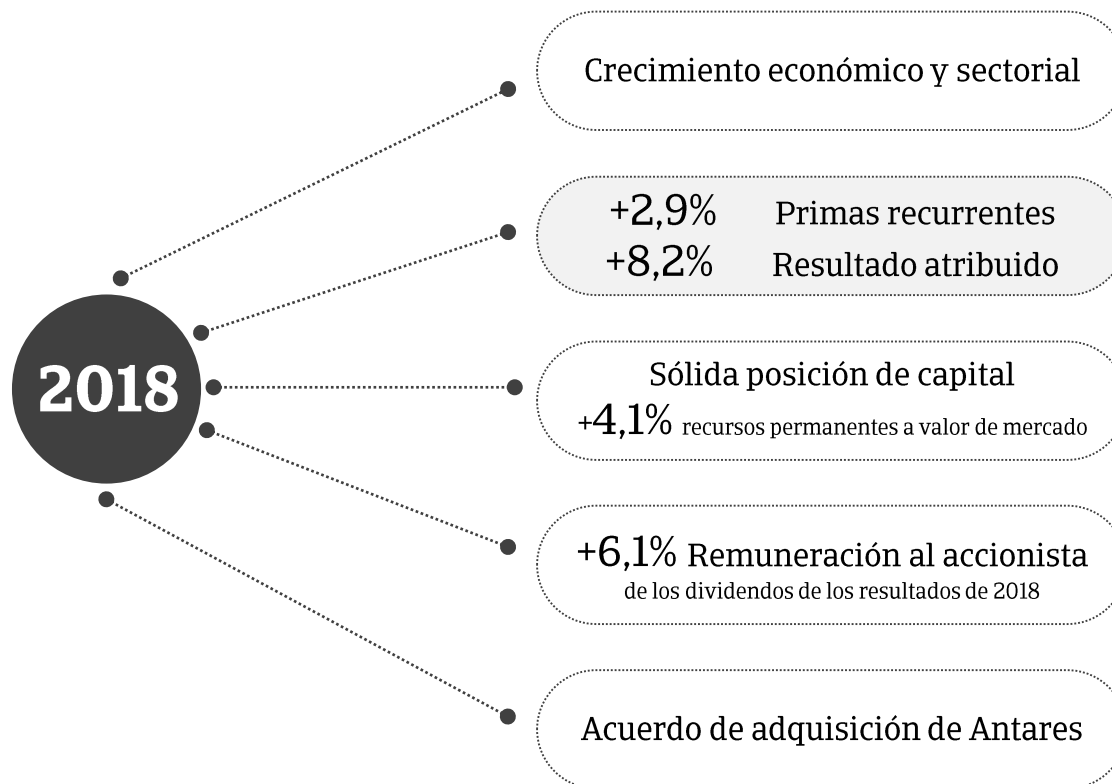 2018
Crecimiento económico y sectorial
+2,9% Primas recurrentes
+8,2% Resultado atribuido
Sólida posición de capital
+4,1% recursos permanentes a valor de mercado
+6,1% Remuneración al accionista
de los dividendos de los resultados de 2018
Acuerdo de adquisición de Antares